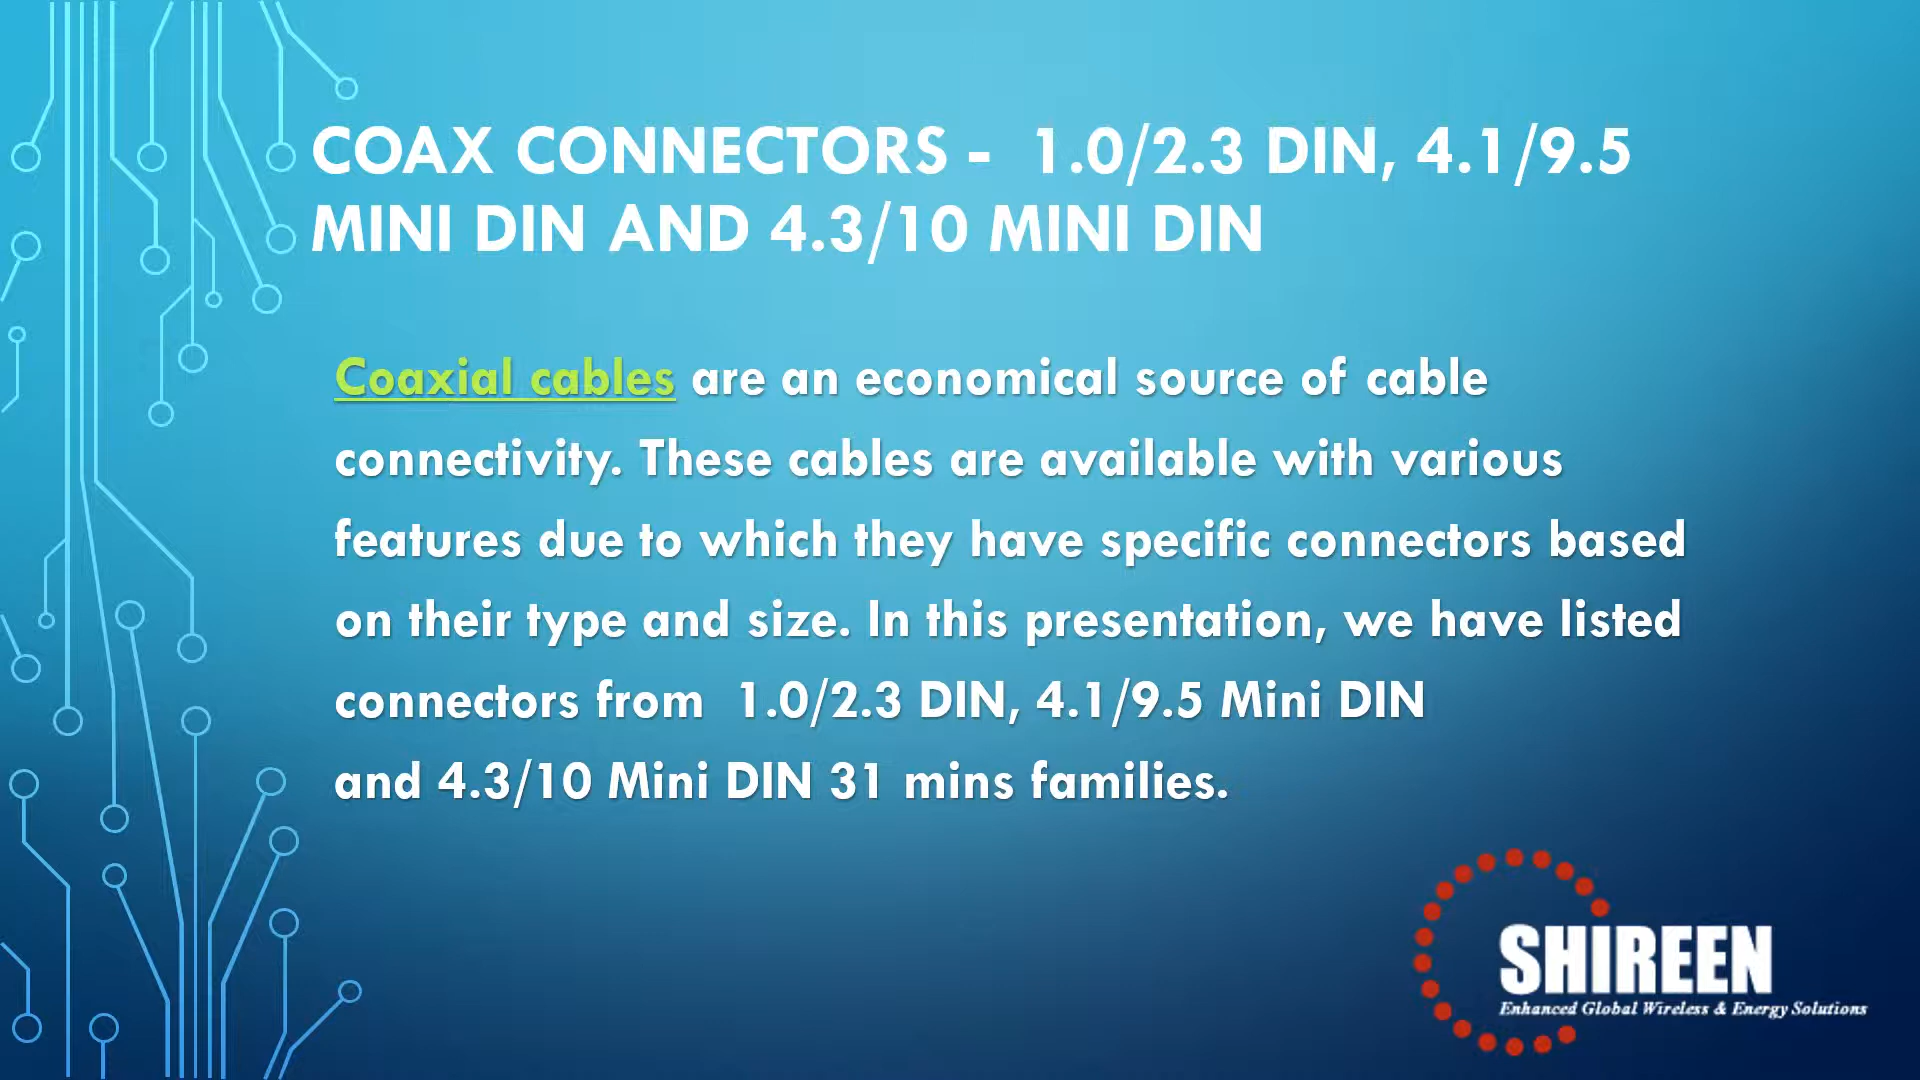 COAX CONNECTORS - 1.0/2.3 DIN, 4.1/9.5
MINI DIN AND 4.3/10 MINI DIN
Coaxial cables are an economical source of cable
connectivity. These cables are available with various
features due to which they have specific connectors based
on their type and size. In this presentation, we have listed
connectors from 1.0/2.3 DIN, 4.1/9.5 Mini DIN
and 4.3/10 Mini DIN 31 mins families.
SHIREEN
Enhanced Global Wireless & Energy Solutions